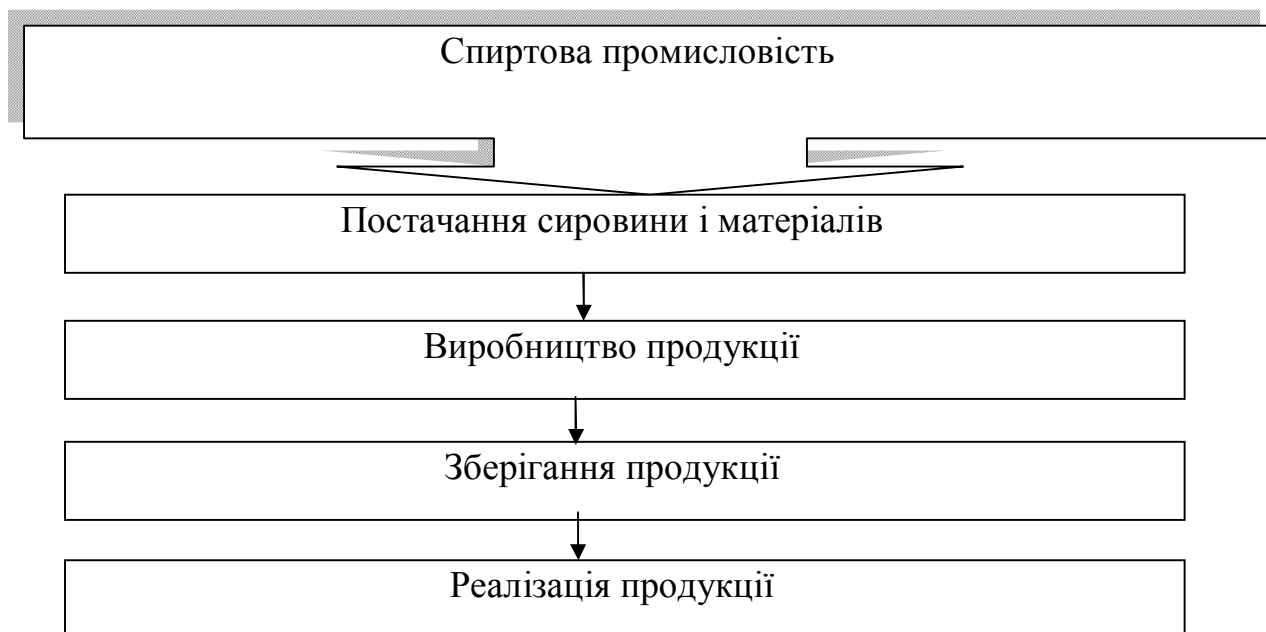 Спиртова промисловість
Постачання сировини і матеріалів
Виробництво продукції
Зберігання продукції
Реалізація продукції